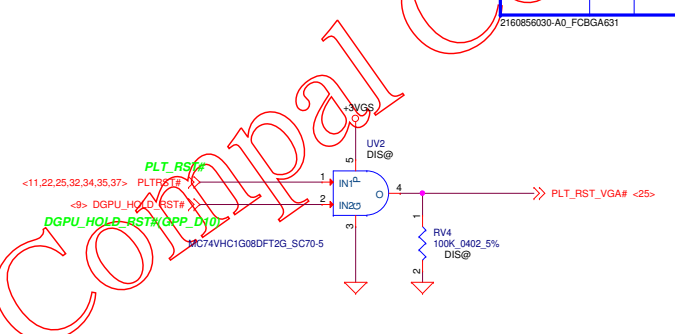 2160856030-A0_FCBGA631
+3VGS
UV2
DIS@
5
PLT_RST#
<11,22,25,32,34,35,37> PLTRST#
1
IN1
P
O
4
PLT_RST_VGA# <25>
<9> DGPU_HOLD_RST#
2
IN2
G
DGPU_HOLD_RST#(GPP_D10)
3
MC74VHC1G08DFT2G_SC70-5
1
RV4
100K_0402_5%
DIS@
2
Compal C